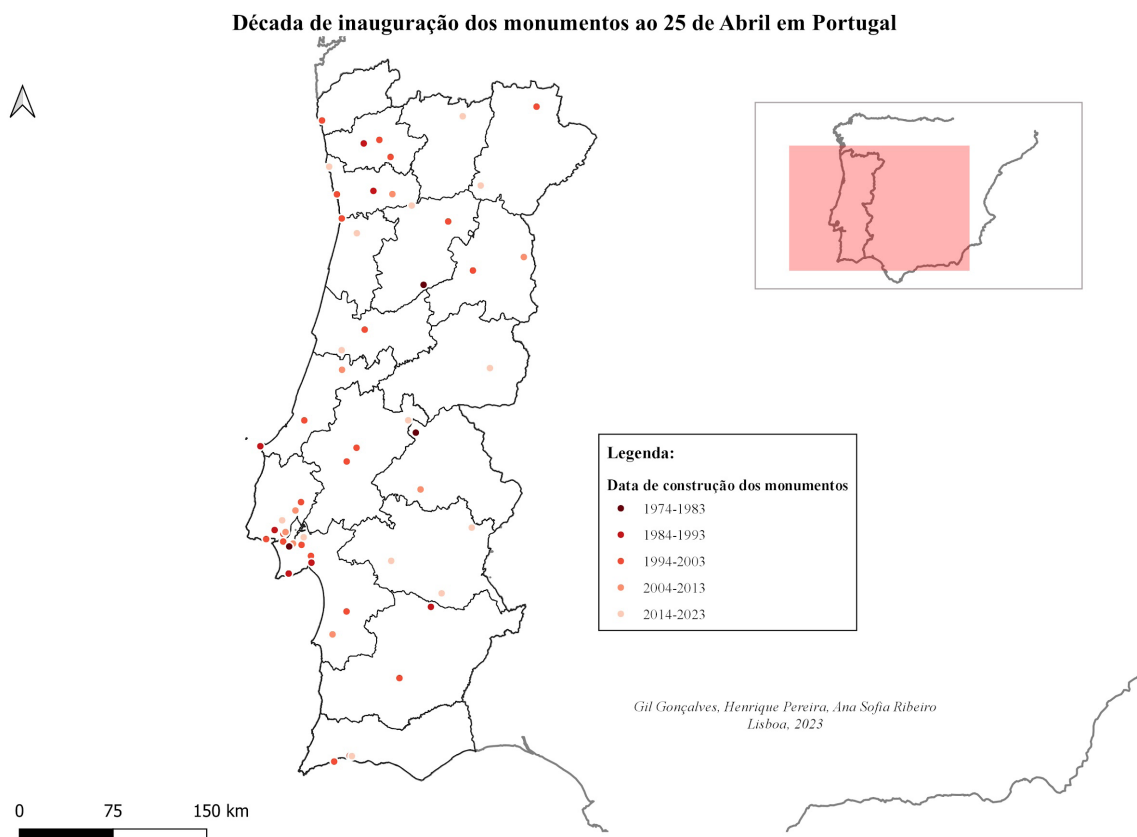 Década de inauguração dos monumentos ao 25 de Abril em Portugal
Legenda:
Data de construção dos monumentos
1974-1983
1984-1993
1994-2003
2004-2013
2014-2023
Gil Gonçalves, Henrique Pereira, Ana Sofia Ribeiro
Lisboa, 2023
0 75 150 km